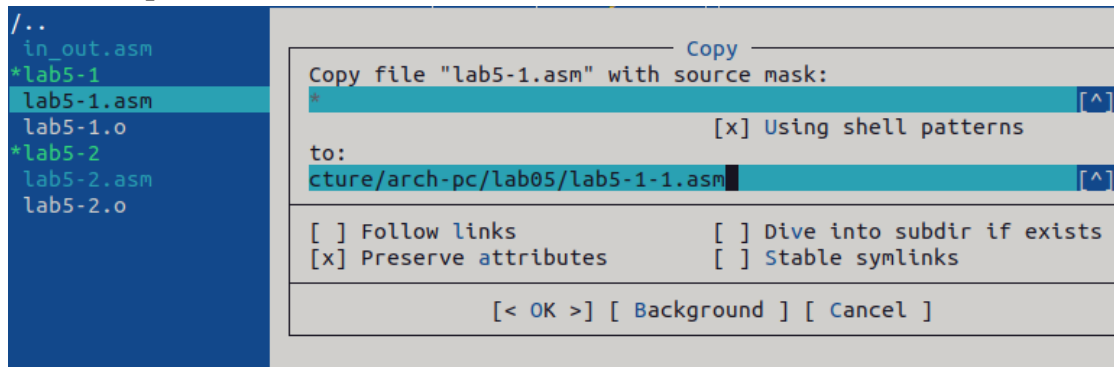 /..
in_out.asm
*lab5-1
lab5-1.asm
lab5-1.o
*lab5-2
lab5-2.asm
lab5-2.o
Copy
Copy file "lab5-1.asm" with source mask:
* [^]
[x] Using shell patterns
to:
cture/arch-pc/lab05/lab5-1-1.asm [^]
[ ] Follow links [ ] Dive into subdir if exists
[x] Preserve attributes [ ] Stable symlinks
[< OK >] [ Background ] [ Cancel ]